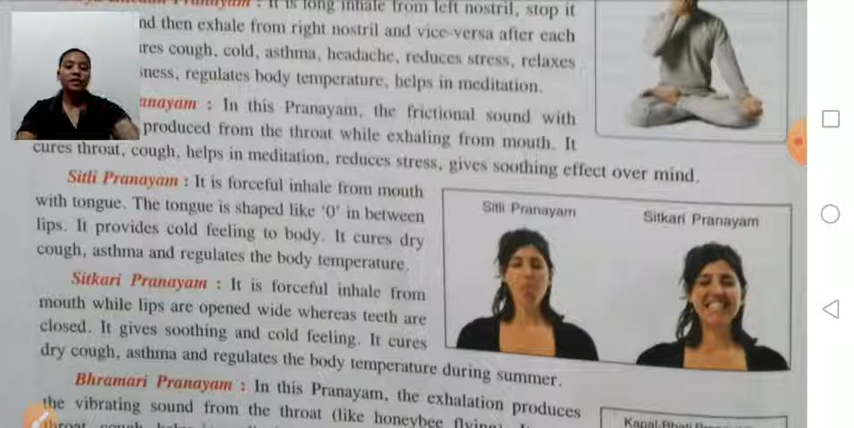 : It is long inhale from left nostril, stop it
nd then exhale from right nostril and vice-versa after each
res cough, cold, asthma, headache, reduces stress, relaxes
ness, regulates body temperature, helps in meditation.
anayam : In this Pranayam, the frictional sound with
produced from the throat while exhaling from mouth. It
cures throat, cough, helps in meditation, reduces stress, gives soothing effect over mind.
Sitli Pranayam : It is forceful inhale from mouth
with tongue. The tongue is shaped like '0' in between
lips. It provides cold feeling to body. It cures dry
cough, asthma and regulates the body temperature.
Sitli Pranayam
Sitkari Pranayam
Sitkari Pranayam : It is forceful inhale from
mouth while lips are opened wide whereas teeth are
closed. It gives soothing and cold feeling. It cures
dry cough, asthma and regulates the body temperature during summer.
Bhramari Pranayam : In this Pranayam, the exhalation produces
the vibrating sound from the throat (like honeybee flying).